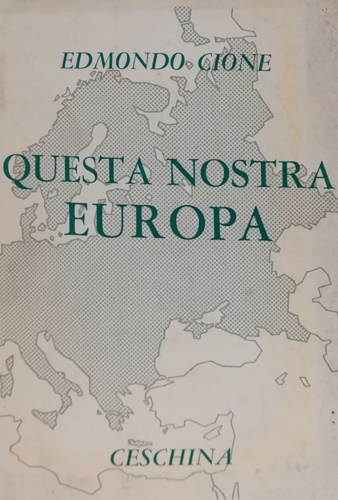 EDMONDO CIONE
QUESTA NOSTRA
EUROPA
CESCHINA